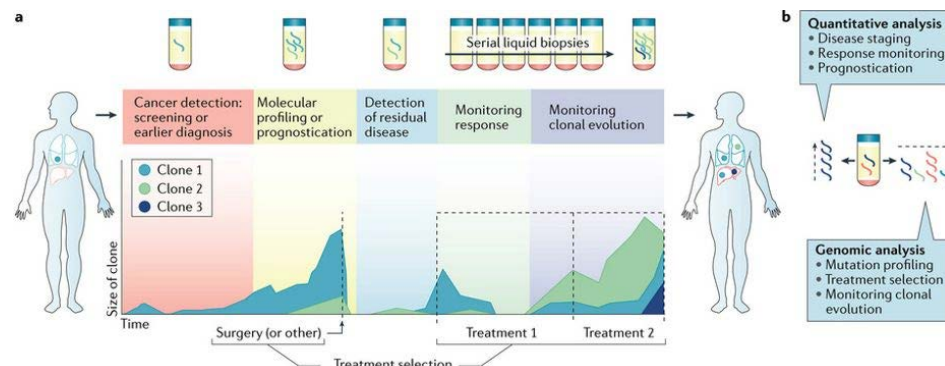 a
b
Serial liquid biopsies
Cancer detection:
screening or
earlier diagnosis
Molecular
profiling or
prognostication
Detection
of residual
disease
Monitoring
response
Monitoring
clonal evolution
Clone 1
Clone 2
Clone 3
Size of clone
Time
Surgery (or other)
Treatment 1
Treatment 2
Treatment selection
Quantitative analysis
• Disease staging
• Response monitoring
• Prognostication
Genomic analysis
• Mutation profiling
• Treatment selection
• Monitoring clonal
evolution